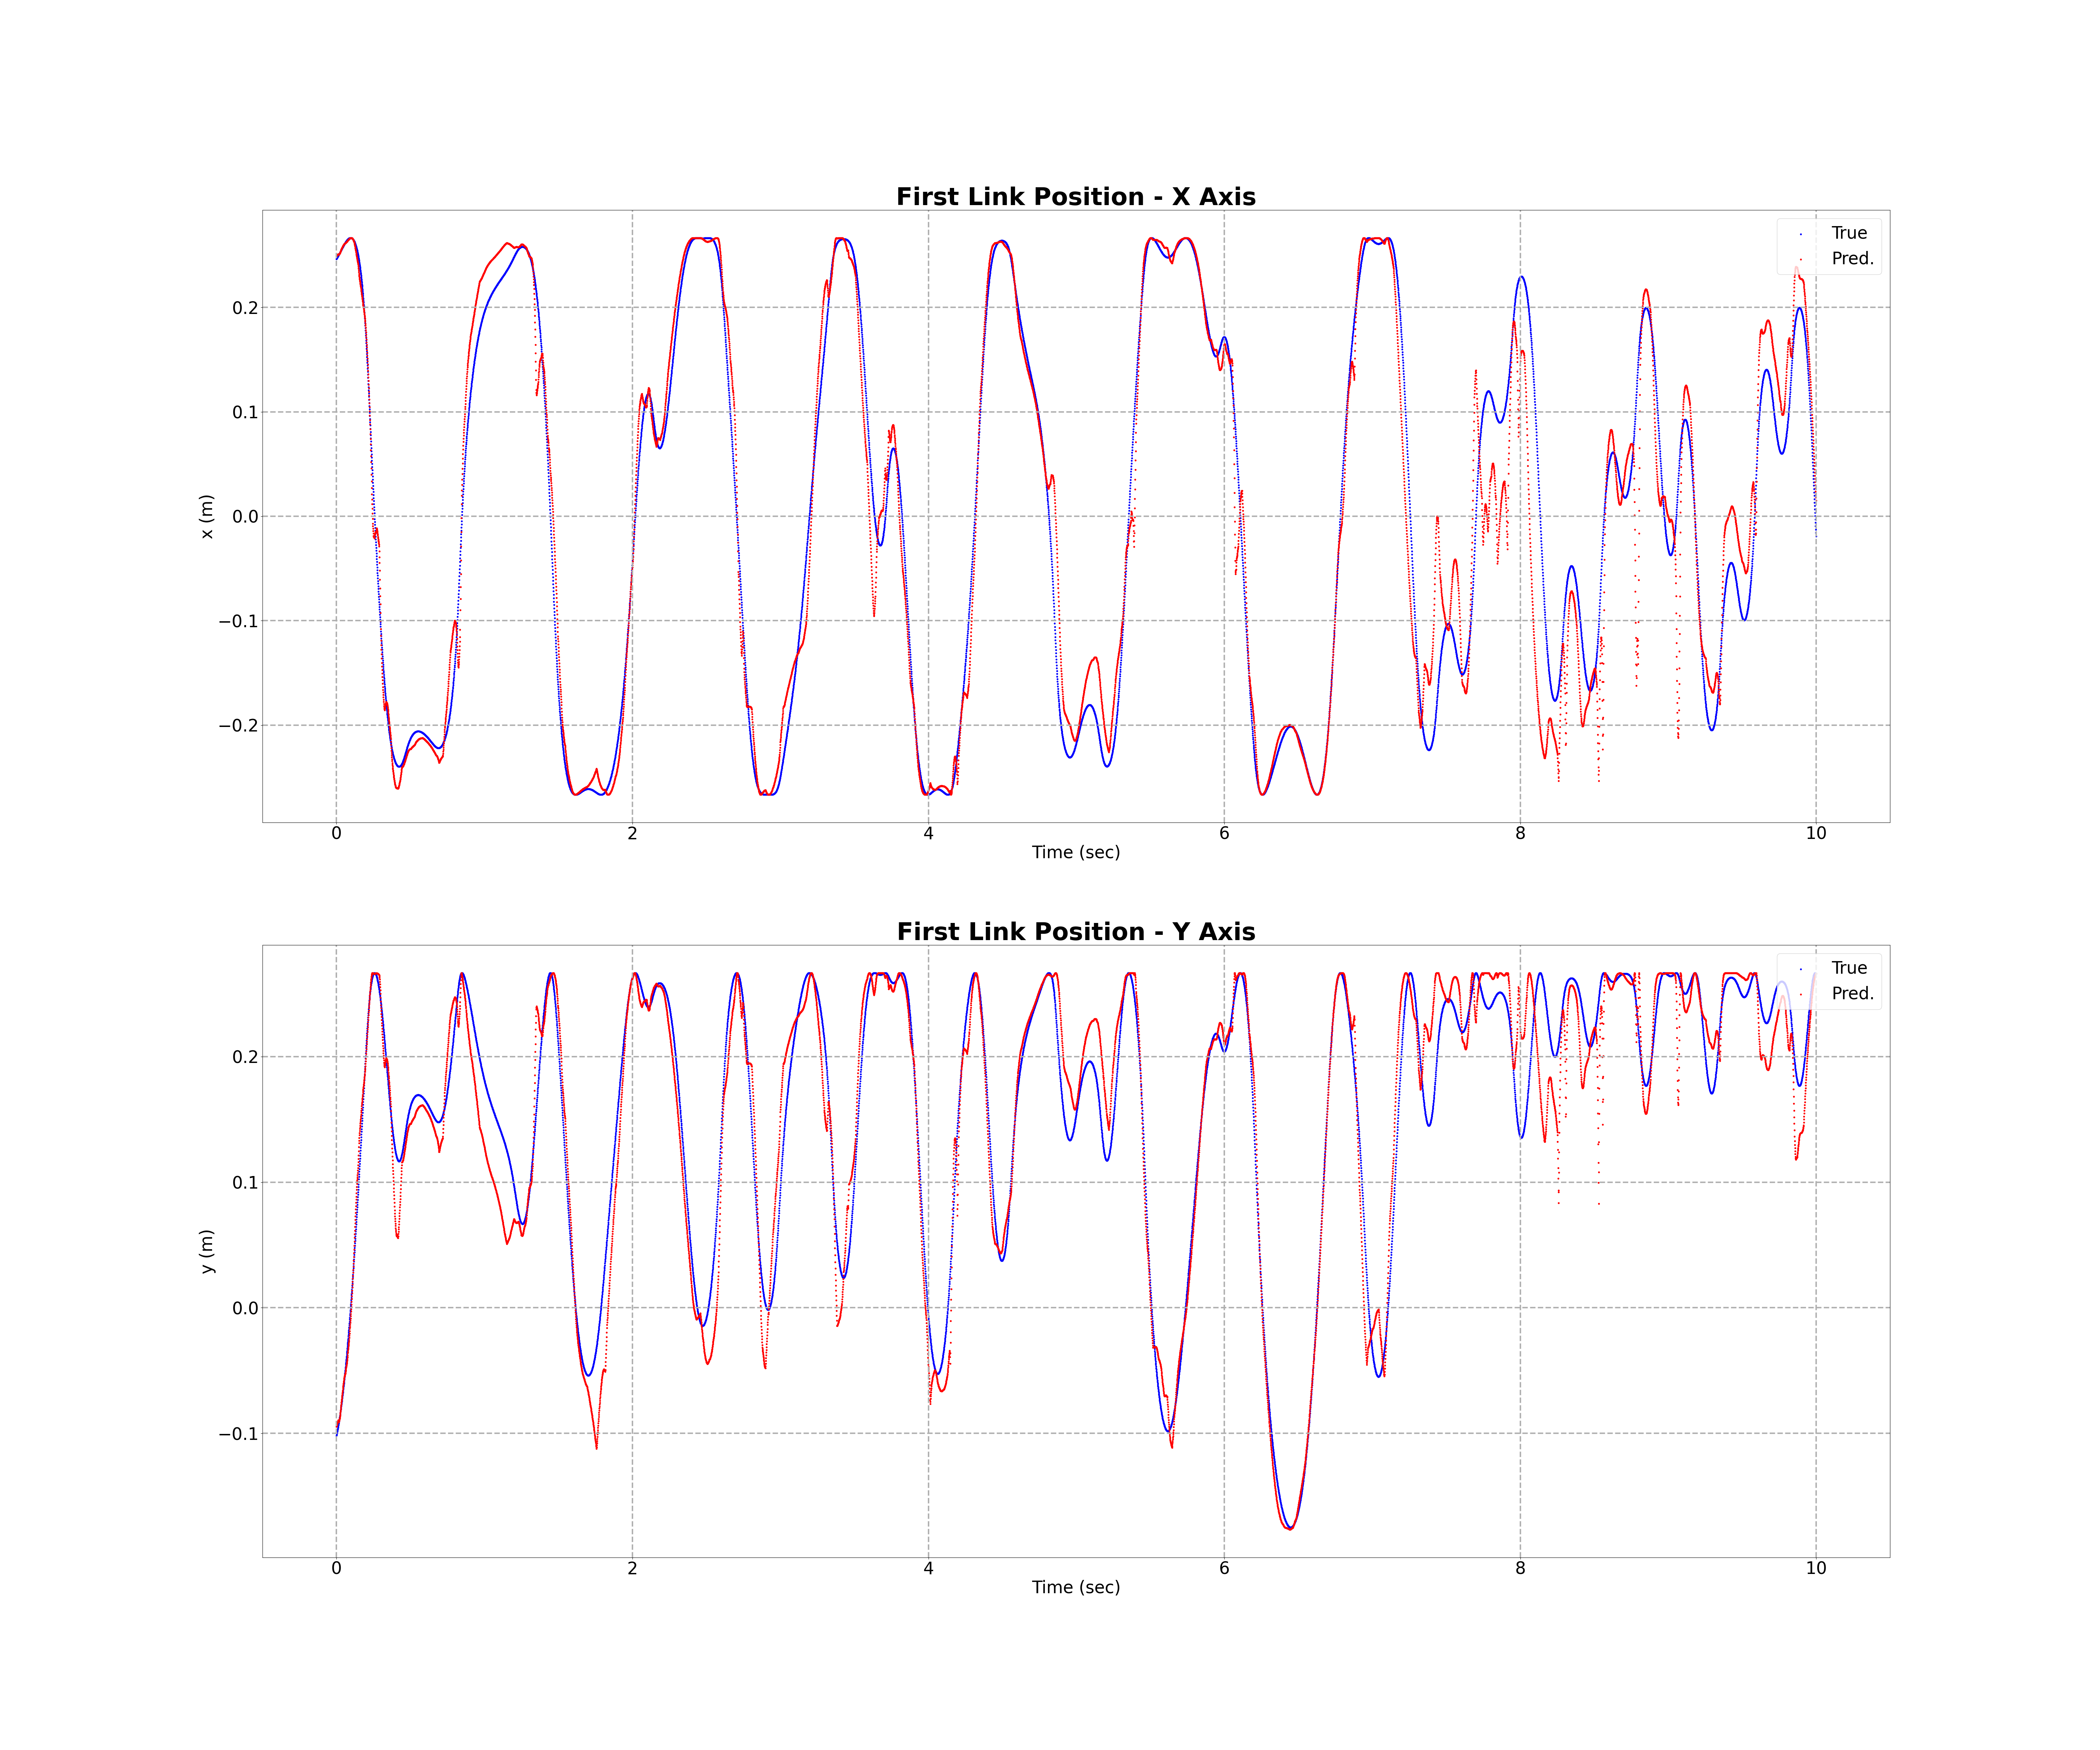 First Link Position - X Axis
True
Pred.
x (m)
0.2
0.1
0.0
−0.1
−0.2
0 2 4 6 8 10
Time (sec)
First Link Position - Y Axis
True
Pred.
y (m)
0.2
0.1
0.0
−0.1
0 2 4 6 8 10
Time (sec)